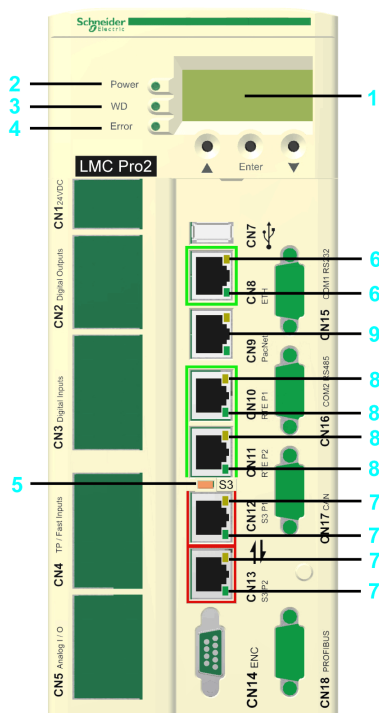 Schneider
Electric
2 Power
3 WD
4 Error
1
Enter
LMC Pro2
CN1 24VDC
CN2 Digital Outputs
CN3 Digital Inputs
CN4 TP / Fast Inputs
CN5 Analog I / O
CN7
CN8 ETH
6
6
CN9 PacNet
9
CN10 RTE P1
8
8
CN11 RTE P2
8
8
5 S3
CN12 S3 P1
7
7
CN13 S3 P2
7
7
CN14 ENC
CN15 COM1 RS232
CN16 COM2 RS485
CN17 CAN
CN18 PROFIBUS